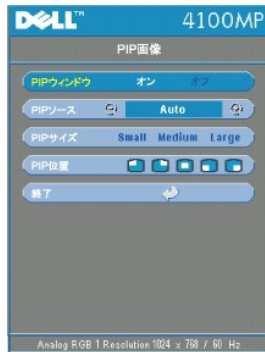 DELL™ 4100MP
PIP画像
PIPウィンドウ オン オフ
PIPソース Auto
PIPサイズ Small Medium Large
PIP位置
終了
Analog RGB 1 Resolution 1024 x 768 / 60 Hz